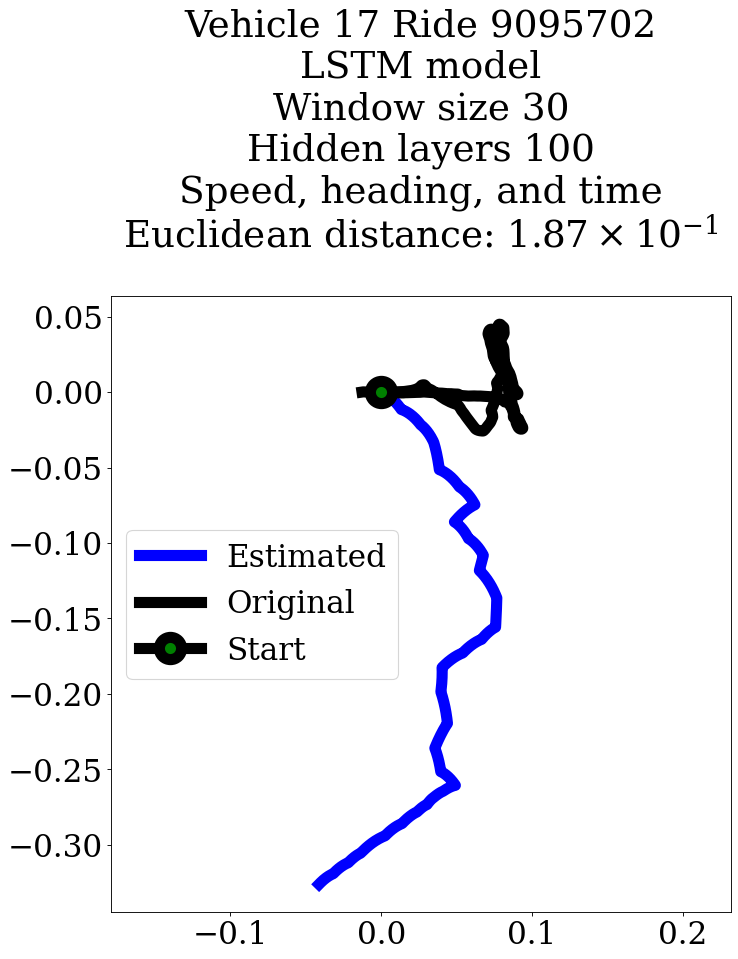 Vehicle 17 Ride 9095702
LSTM model
Window size 30
Hidden layers 100
Speed, heading, and time
Euclidean distance: 1.87 × 10⁻¹
0.05
0.00
−0.05
−0.10
−0.15
−0.20
−0.25
−0.30
Estimated
Original
Start
−0.1
0.0
0.1
0.2